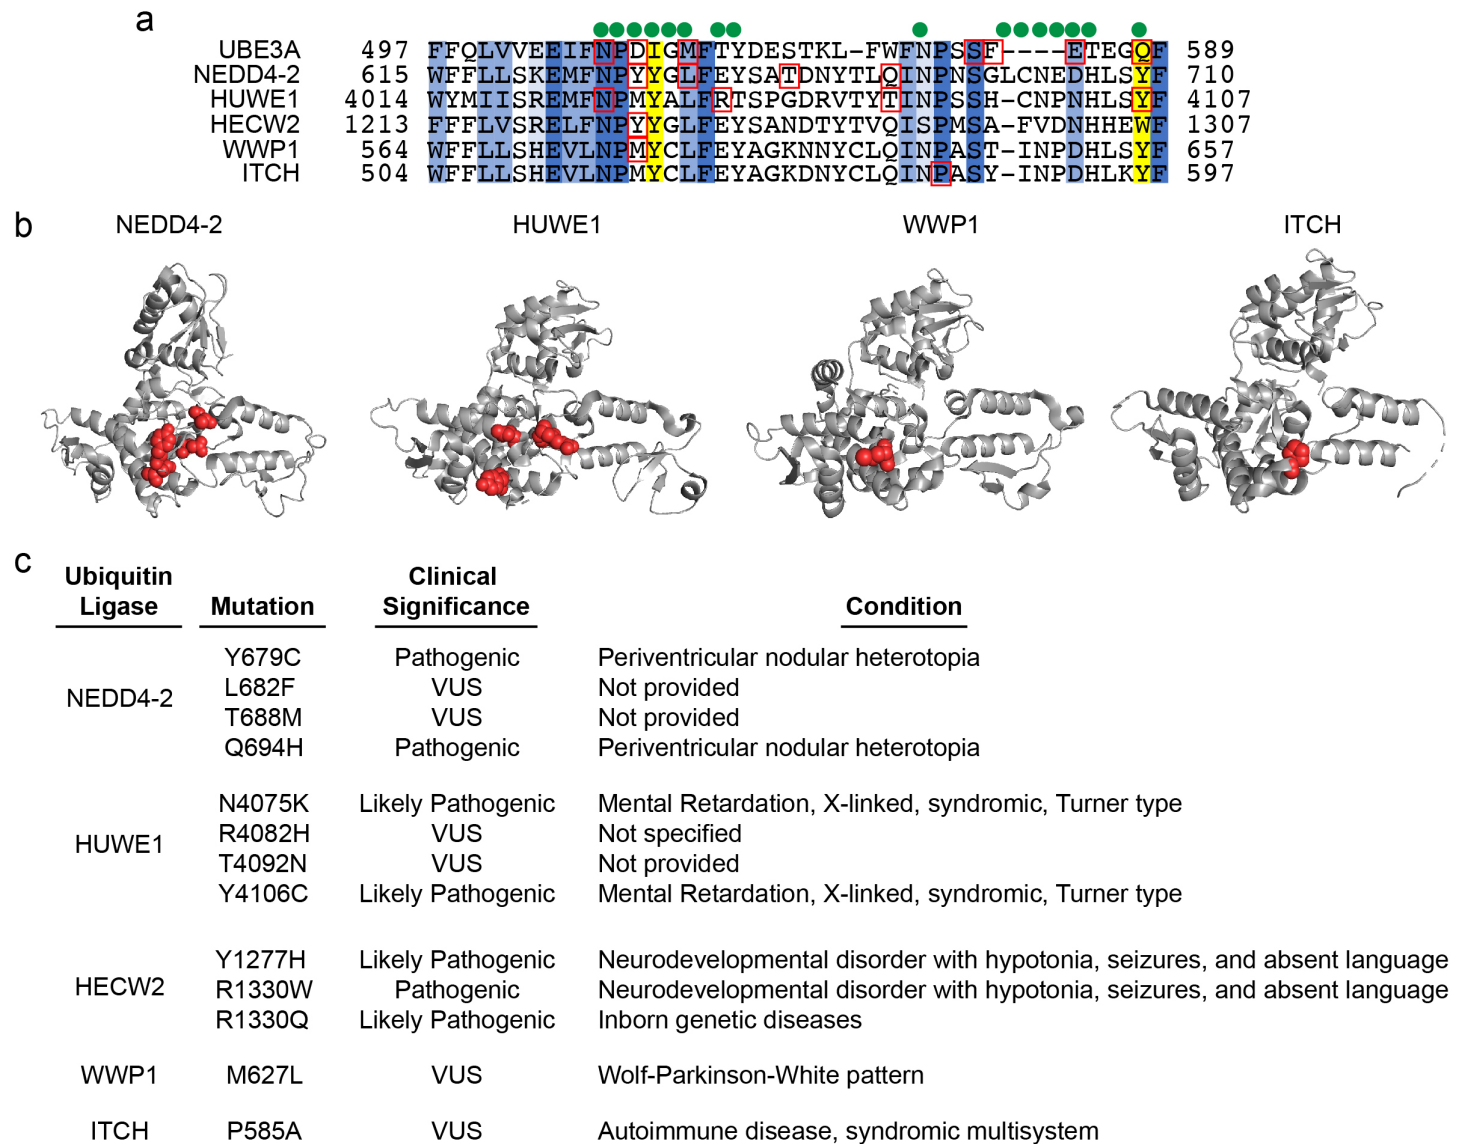 a
UBE3A 497 FFQLVVEEIFNPDIGMFTYDESTKL-FWFNPSSF----ETEGQF 589
NEDD4-2 615 WFFLLSKEMFNPYYGLFEYSATDNYTLQINPNSGLCNEDHLSYF 710
HUWE1 4014 WYMIISREMFNPMYALFRTSPGDRVTYTINPSSH-CNPNHLSYF 4107
HECW2 1213 FFFLVSRELFNPYYGLFEYSANDTYTVQISPMSA-FVDNHHEWF 1307
WWP1 564 WFFLLSHEVLNPMYCLFEYAGKNNYCLQINPAST-INPDHLSYF 657
ITCH 504 WFFLLSHEVLNPMYCLFEYAGKDNYCLQINPASY-INPDHLKYF 597
b
NEDD4-2 HUWE1 WWP1 ITCH
c
Ubiquitin Ligase Mutation Clinical Significance Condition
NEDD4-2
Y679C Pathogenic Periventricular nodular heterotopia
L682F VUS Not provided
T688M VUS Not provided
Q694H Pathogenic Periventricular nodular heterotopia
HUWE1
N4075K Likely Pathogenic Mental Retardation, X-linked, syndromic, Turner type
R4082H VUS Not specified
T4092N VUS Not provided
Y4106C Likely Pathogenic Mental Retardation, X-linked, syndromic, Turner type
HECW2
Y1277H Likely Pathogenic Neurodevelopmental disorder with hypotonia, seizures, and absent language
R1330W Pathogenic Neurodevelopmental disorder with hypotonia, seizures, and absent language
R1330Q Likely Pathogenic Inborn genetic diseases
WWP1 M627L VUS Wolf-Parkinson-White pattern
ITCH P585A VUS Autoimmune disease, syndromic multisystem